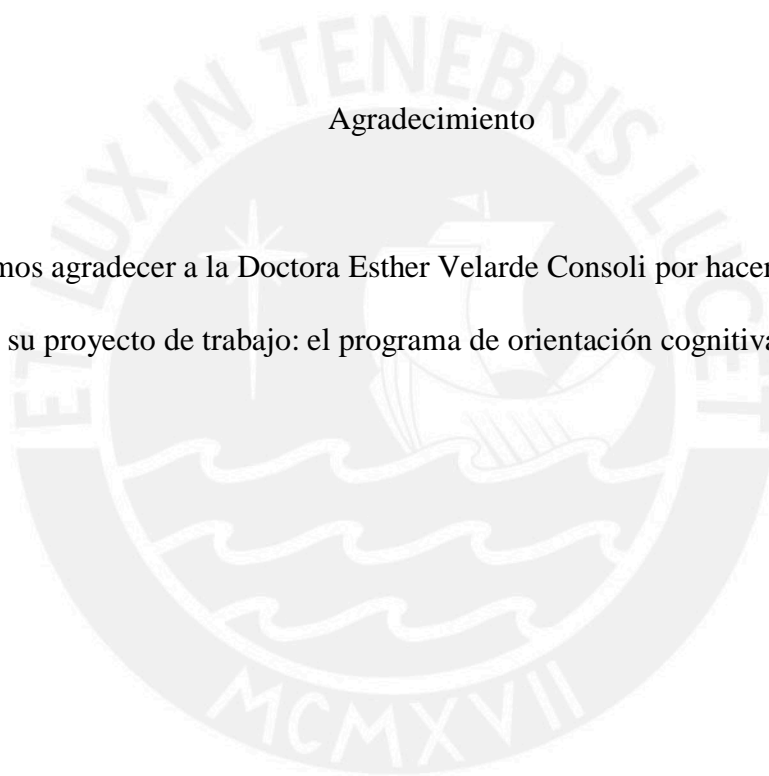 Agradecimiento
mos agradecer a la Doctora Esther Velarde Consoli por hacer
su proyecto de trabajo: el programa de orientación cognitiva
ET LUX IN TENEBRIS LUCET
MCMXVII